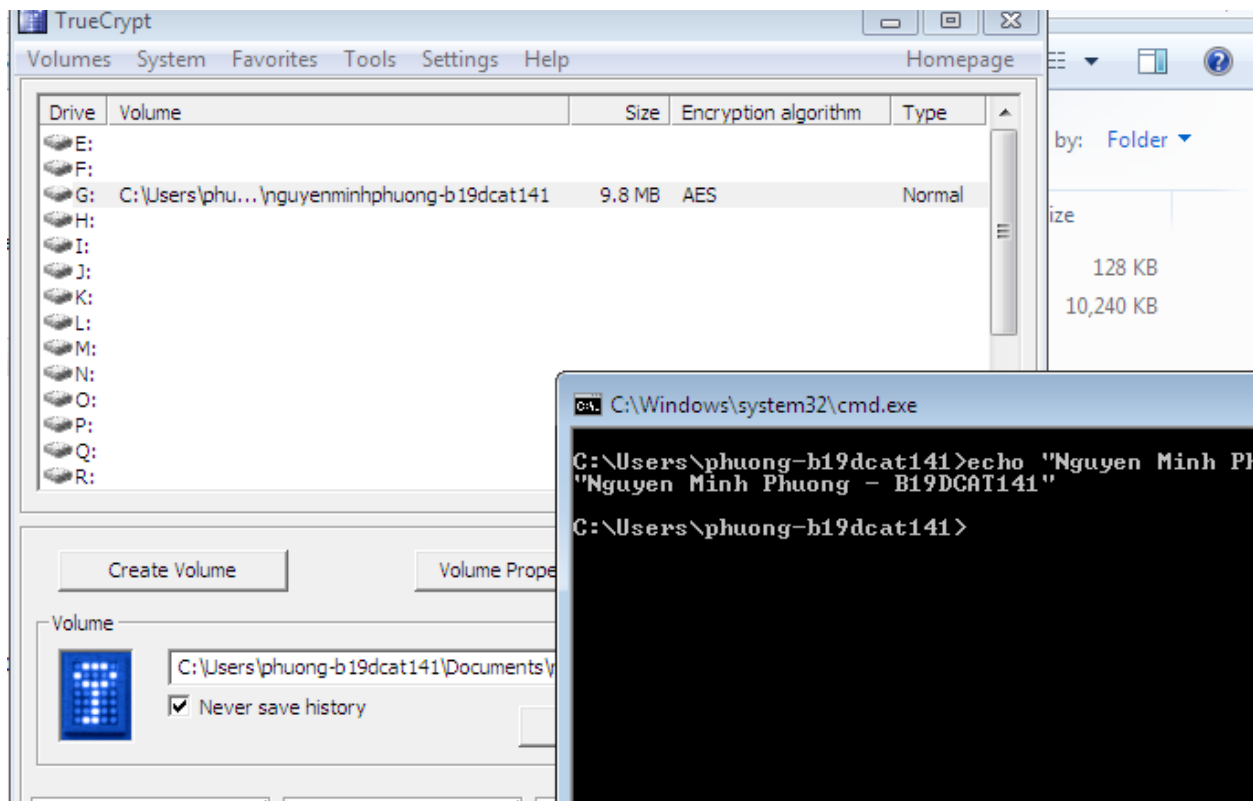 TrueCrypt
Volumes System Favorites Tools Settings Help Homepage
Drive Volume Size Encryption algorithm Type
E:
F:
G: C:\Users\phu...\nguyenminhphuong-b19dcat141 9.8 MB AES Normal
H:
I:
J:
K:
L:
M:
N:
O:
P:
Q:
R:
by: Folder
ize
128 KB
10,240 KB
C:\Windows\system32\cmd.exe
C:\Users\phuong-b19dcat141>echo "Nguyen Minh Ph
"Nguyen Minh Phuong - B19DCAT141"
C:\Users\phuong-b19dcat141>
Create Volume Volume Prope
Volume
C:\Users\phuong-b19dcat141\Documents\
Never save history